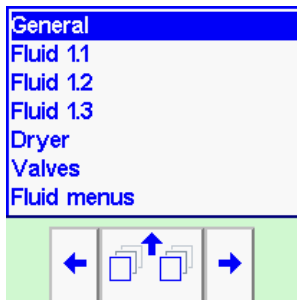 General
Fluid 1.1
Fluid 1.2
Fluid 1.3
Dryer
Valves
Fluid menus